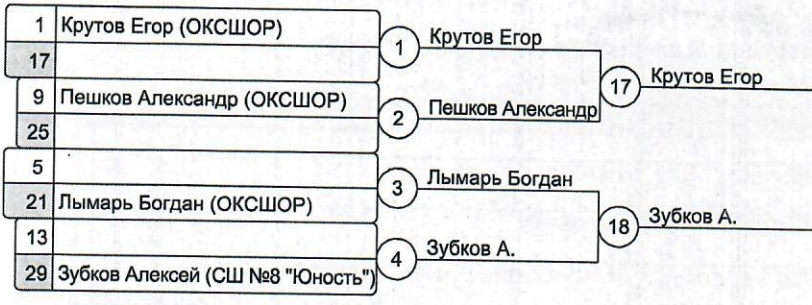 1 Крутов Егор (ОКСШОР)
17
1 Крутов Егор
9 Пешков Александр (ОКСШОР)
25
2 Пешков Александр
17 Крутов Егор
5
21 Лымарь Богдан (ОКСШОР)
3 Лымарь Богдан
13
29 Зубков Алексей (СШ №8 "Юность")
4 Зубков А.
18 Зубков А.